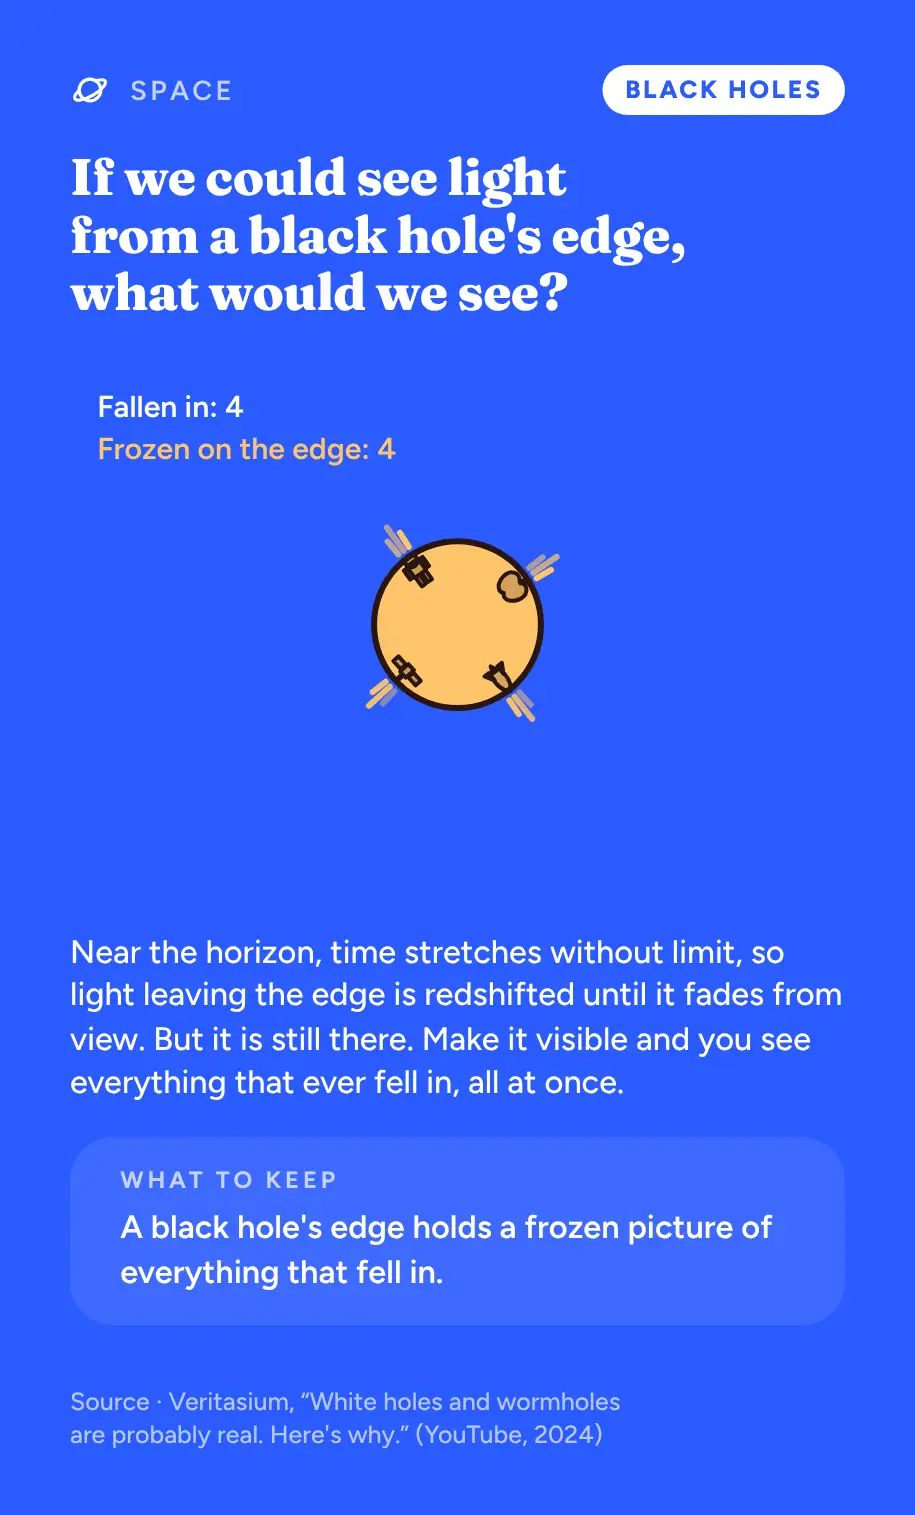 SPACE
BLACK HOLES
If we could see light
from a black hole's edge,
what would we see?
Fallen in: 4
Frozen on the edge: 4
Near the horizon, time stretches without limit, so
light leaving the edge is redshifted until it fades from
view. But it is still there. Make it visible and you see
everything that ever fell in, all at once.
WHAT TO KEEP
A black hole's edge holds a frozen picture of
everything that fell in.
Source · Veritasium, “White holes and wormholes
are probably real. Here's why.” (YouTube, 2024)